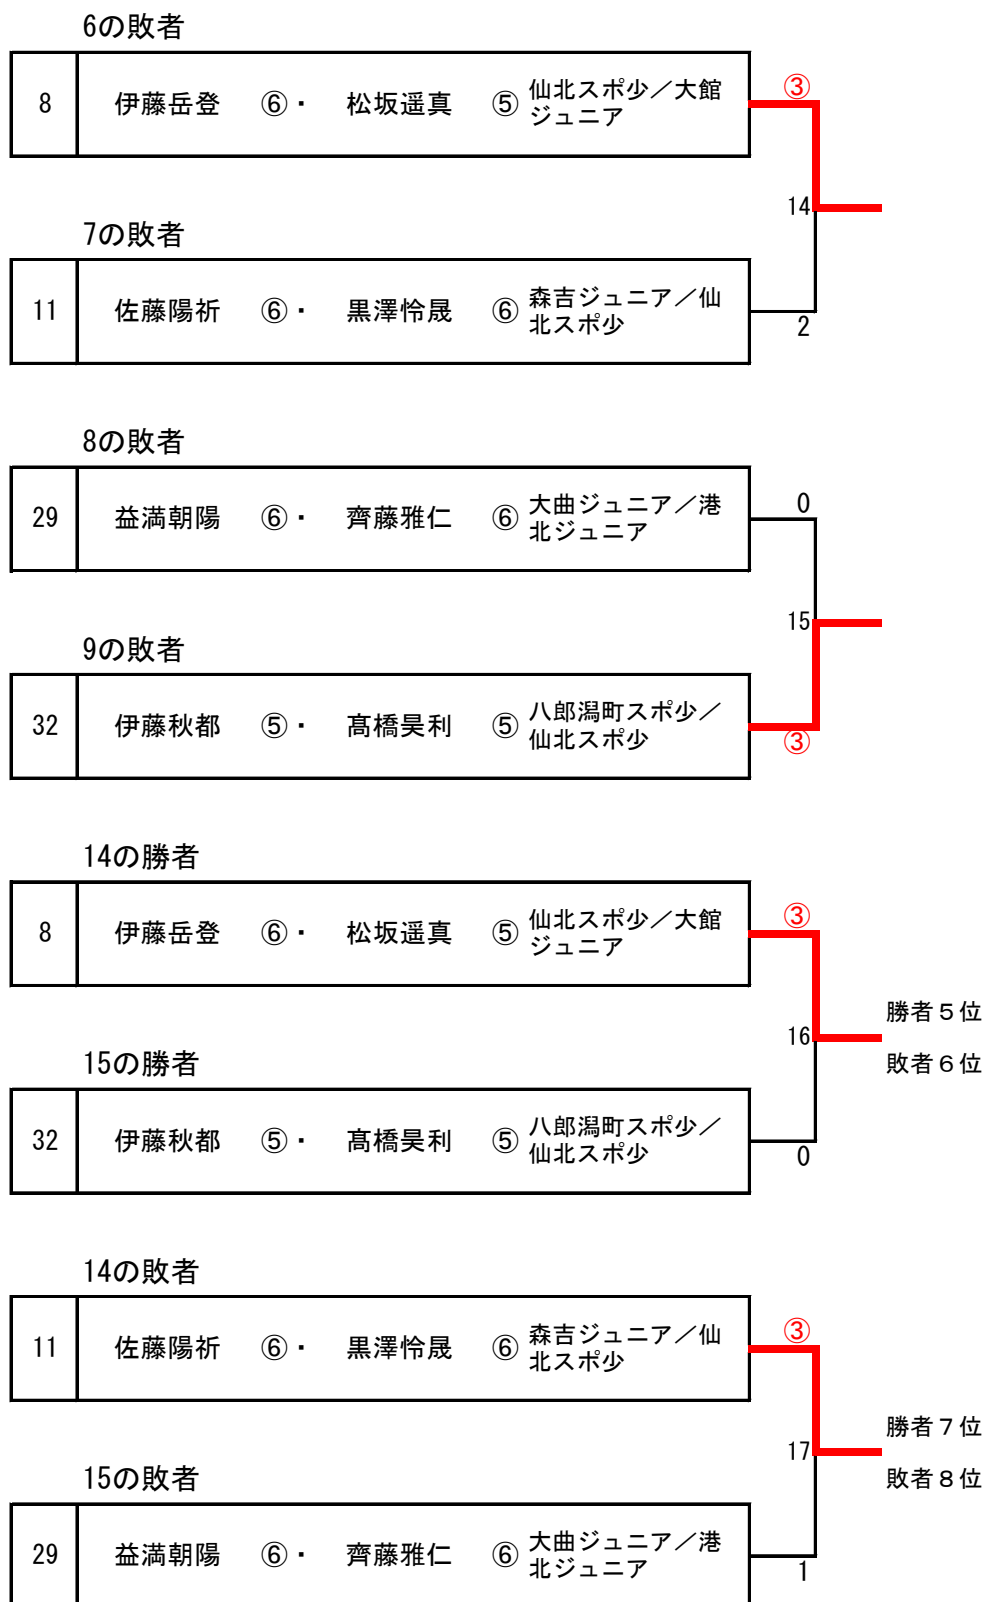 6の敗者
8 伊藤岳登 ⑥・ 松坂遥真 ⑤ 仙北スポ少／大館
ジュニア
③
14
7の敗者
11 佐藤陽祈 ⑥・ 黒澤怜晟 ⑥ 森吉ジュニア／仙
北スポ少
2
8の敗者
29 益満朝陽 ⑥・ 齊藤雅仁 ⑥ 大曲ジュニア／港
北ジュニア
0
15
9の敗者
32 伊藤秋都 ⑤・ 髙橋昊利 ⑤ 八郎潟町スポ少／
仙北スポ少
③
14の勝者
8 伊藤岳登 ⑥・ 松坂遥真 ⑤ 仙北スポ少／大館
ジュニア
③
勝者５位
16
敗者６位
15の勝者
32 伊藤秋都 ⑤・ 髙橋昊利 ⑤ 八郎潟町スポ少／
仙北スポ少
0
14の敗者
11 佐藤陽祈 ⑥・ 黒澤怜晟 ⑥ 森吉ジュニア／仙
北スポ少
③
勝者７位
17
敗者８位
15の敗者
29 益満朝陽 ⑥・ 齊藤雅仁 ⑥ 大曲ジュニア／港
北ジュニア
1